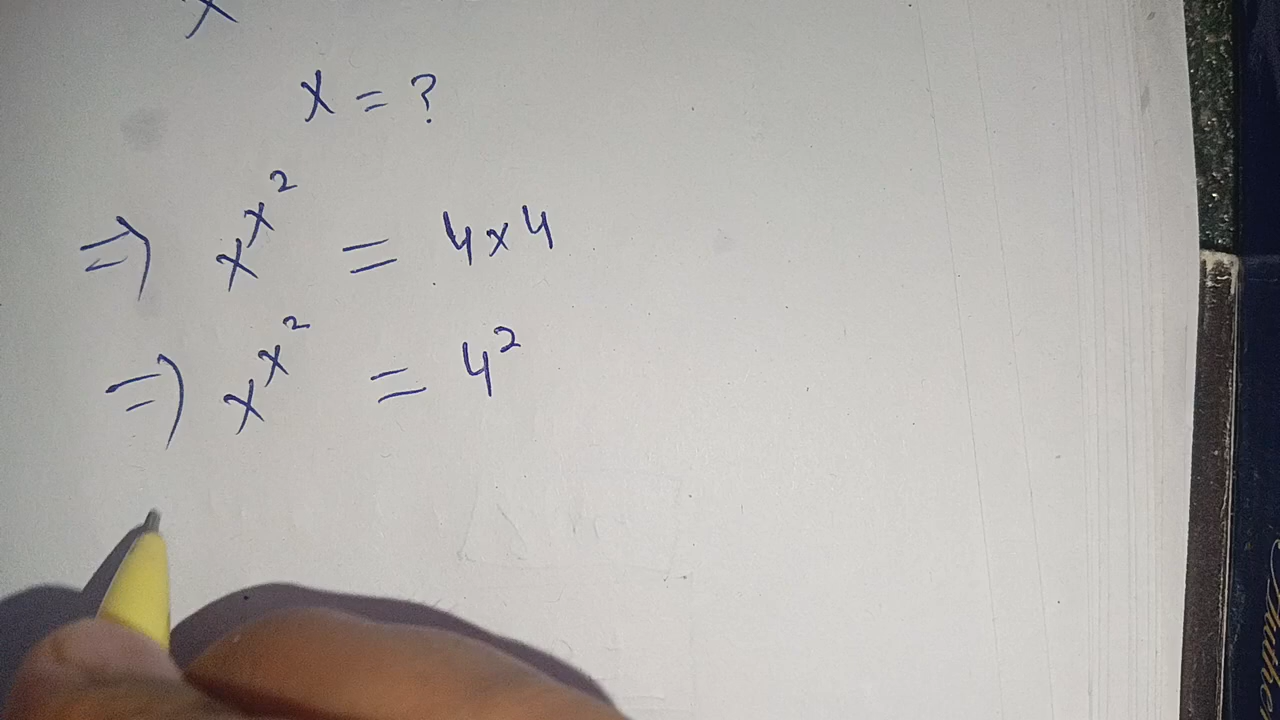 x
x = ?
⇒ x^x^2 = 4 x 4
⇒ x^x^2 = 4^2